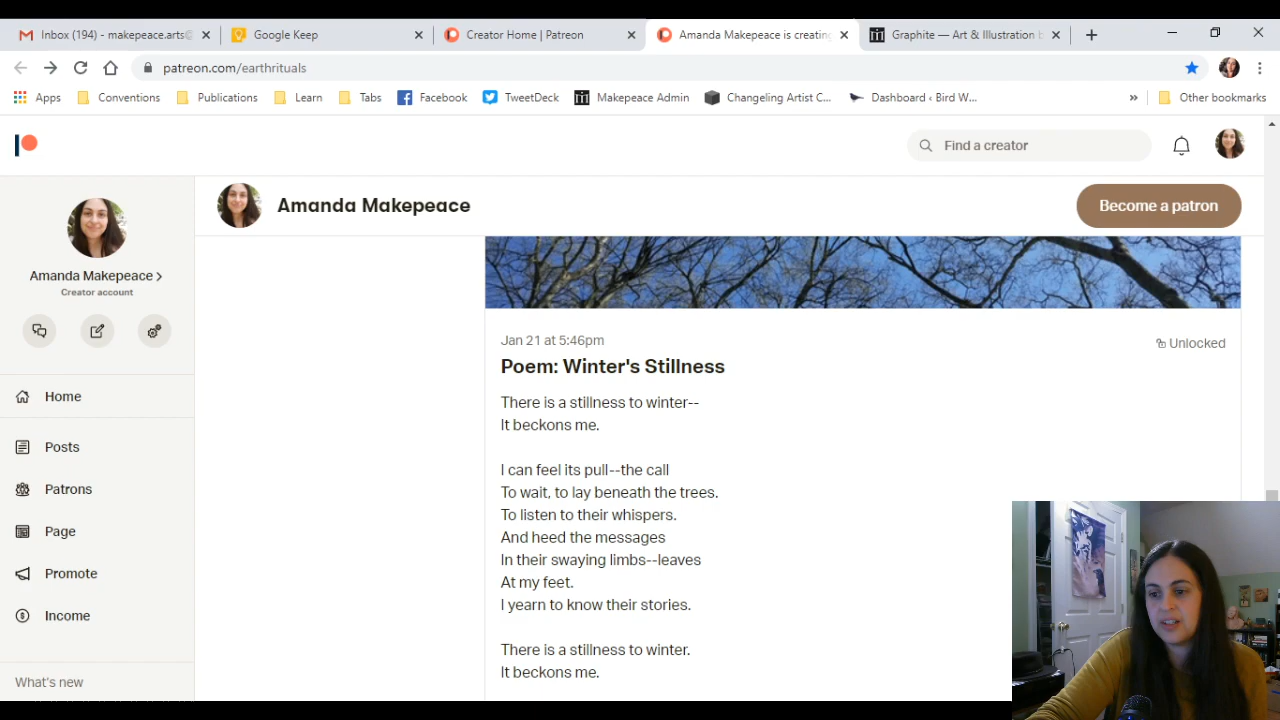 Inbox (194) - makepeace.arts@
Google Keep
Creator Home | Patreon
Amanda Makepeace is creating
Graphite — Art & Illustration b
patreon.com/earthrituals
Apps
Conventions
Publications
Learn
Tabs
Facebook
TweetDeck
Makepeace Admin
Changeling Artist C...
Dashboard ‹ Bird W...
»
Other bookmarks
Find a creator
Amanda Makepeace
Become a patron
Amanda Makepeace
Creator account
Home
Posts
Patrons
Page
Promote
Income
What's new
Jan 21 at 5:46pm
Unlocked
Poem: Winter's Stillness
There is a stillness to winter--
It beckons me.
I can feel its pull--the call
To wait, to lay beneath the trees.
To listen to their whispers.
And heed the messages
In their swaying limbs--leaves
At my feet.
I yearn to know their stories.
There is a stillness to winter.
It beckons me.